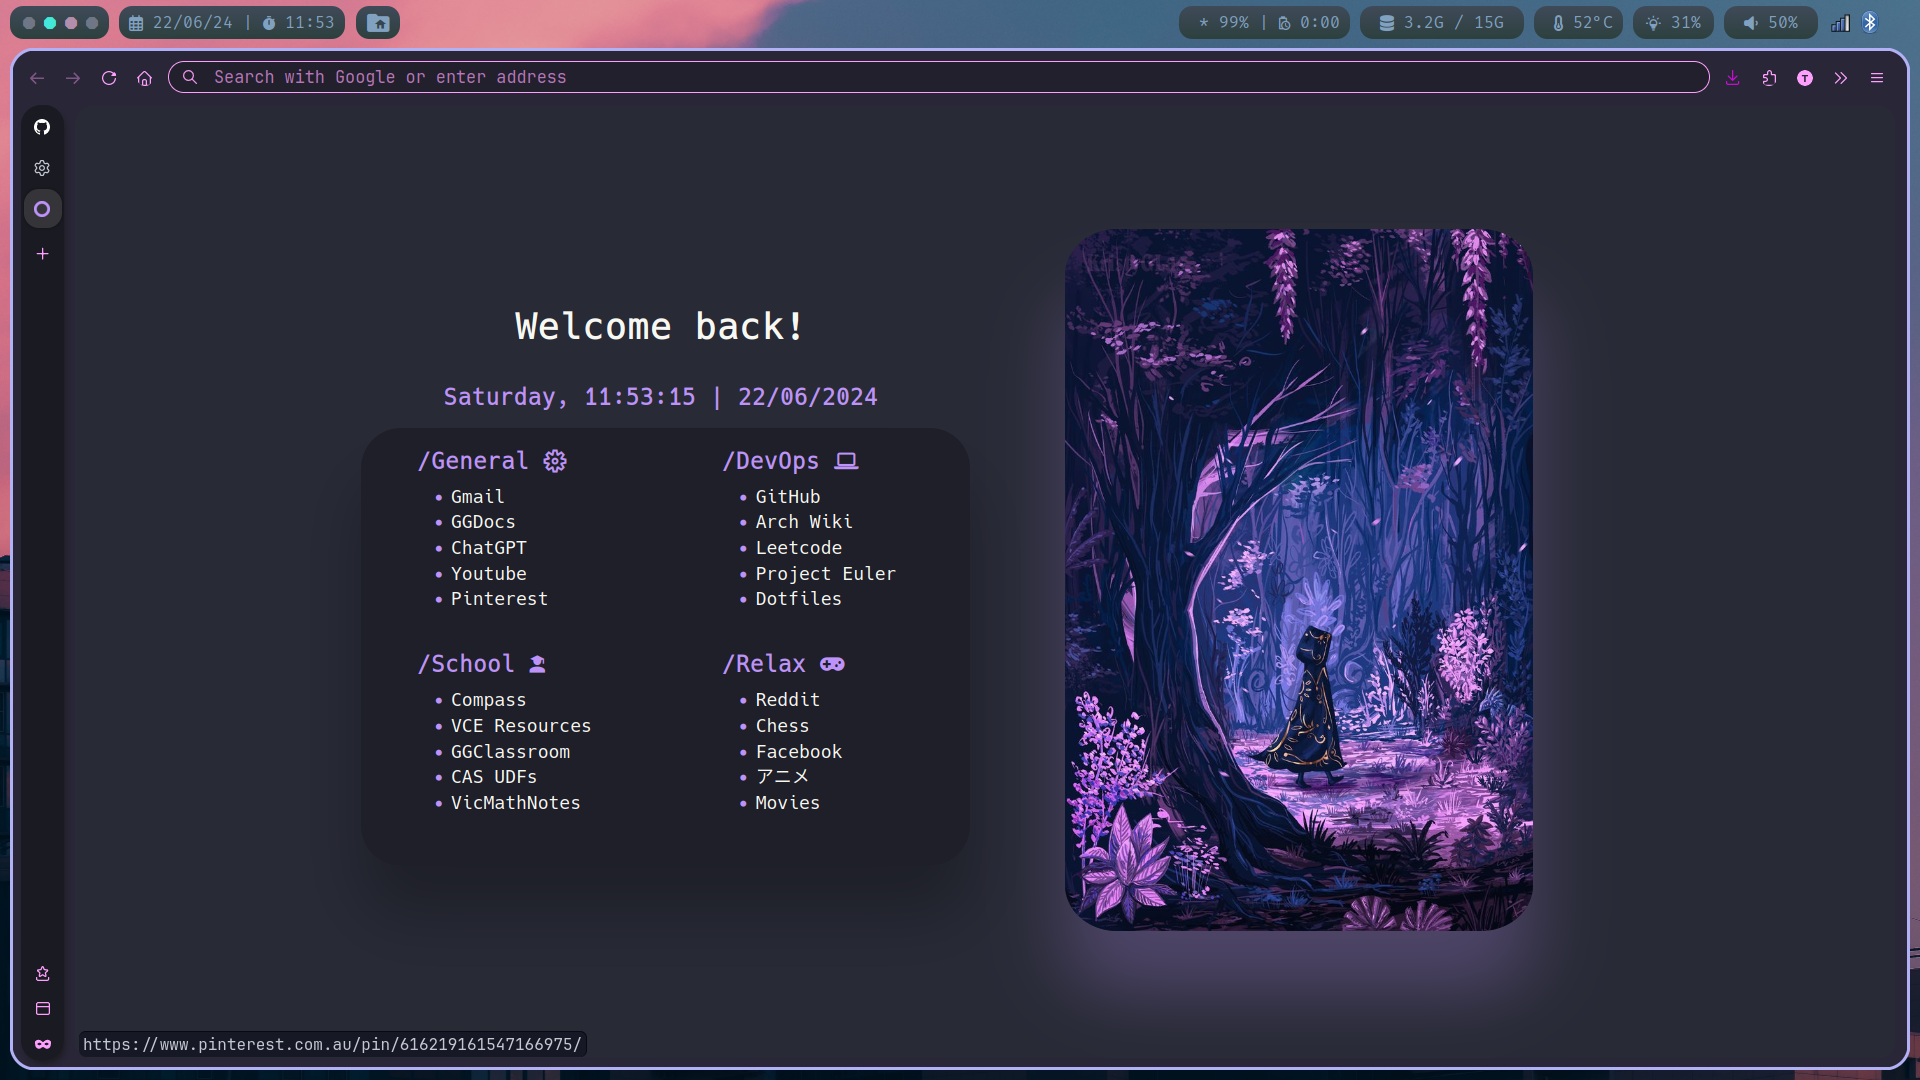 22/06/24 | 11:53
* 99% | 0:00
3.2G / 15G
52°C
31%
50%
Search with Google or enter address
T
Welcome back!
Saturday, 11:53:15 | 22/06/2024
/General
Gmail
GGDocs
ChatGPT
Youtube
Pinterest
/DevOps
GitHub
Arch Wiki
Leetcode
Project Euler
Dotfiles
/School
Compass
VCE Resources
GGClassroom
CAS UDFs
VicMathNotes
/Relax
Reddit
Chess
Facebook
アニメ
Movies
https://www.pinterest.com.au/pin/616219161547166975/